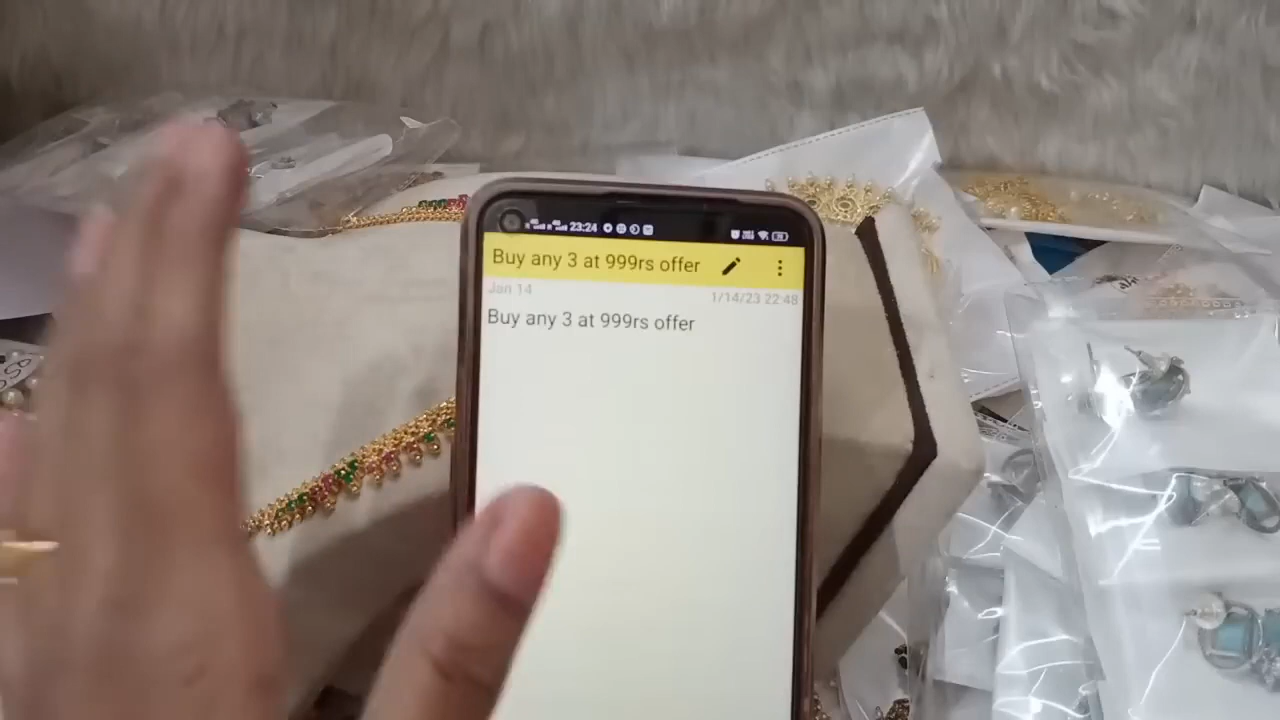 23:24
Buy any 3 at 999rs offer
Jan 14
1/14/23 22:48
Buy any 3 at 999rs offer